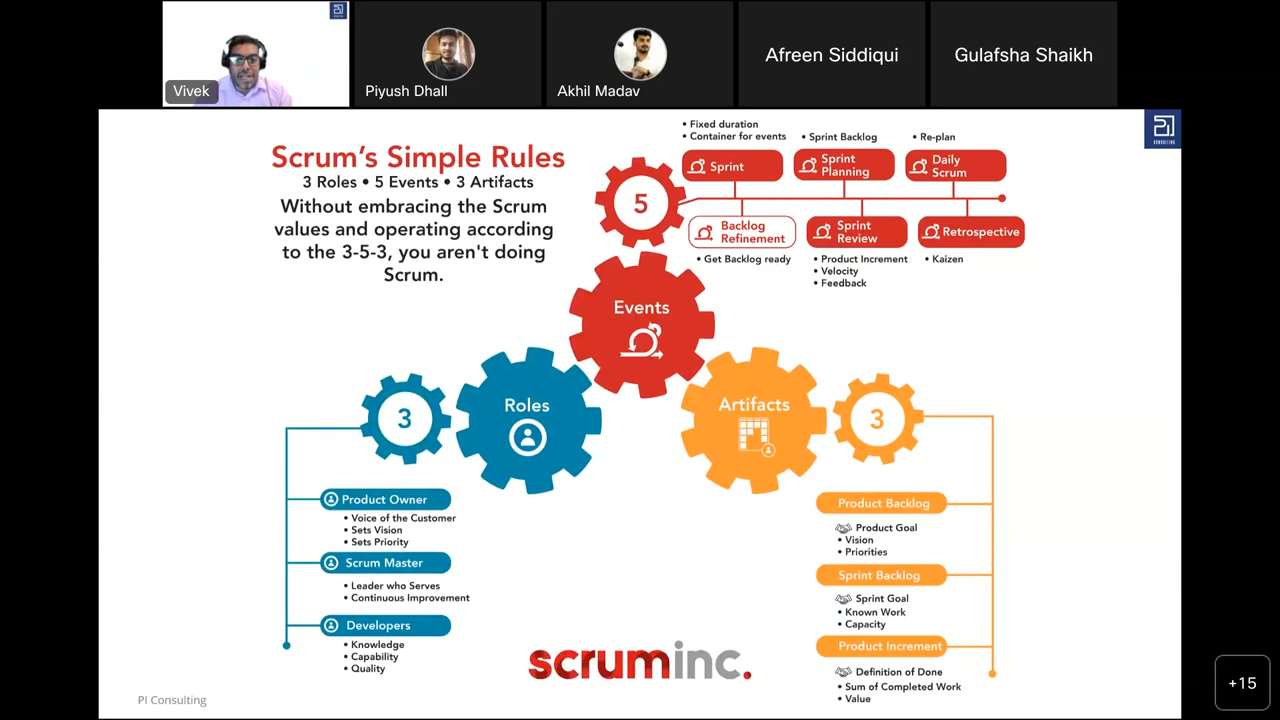 Vivek
Piyush Dhall
Akhil Madav
Afreen Siddiqui
Gulafsha Shaikh
Scrum's Simple Rules
3 Roles • 5 Events • 3 Artifacts
Without embracing the Scrum
values and operating according
to the 3-5-3, you aren't doing
Scrum.
5
• Fixed duration
• Container for events
Sprint
• Sprint Backlog
Sprint
Planning
• Re-plan
Daily
Scrum
Backlog
Refinement
• Get Backlog ready
Sprint
Review
• Product Increment
• Velocity
• Feedback
Retrospective
• Kaizen
Events
Roles
3
Product Owner
• Voice of the Customer
• Sets Vision
• Sets Priority
Scrum Master
• Leader who Serves
• Continuous Improvement
Developers
• Knowledge
• Capability
• Quality
Artifacts
3
Product Backlog
Product Goal
• Vision
• Priorities
Sprint Backlog
Sprint Goal
• Known Work
• Capacity
Product Increment
Definition of Done
• Sum of Completed Work
• Value
scruminc.
PI Consulting
+15